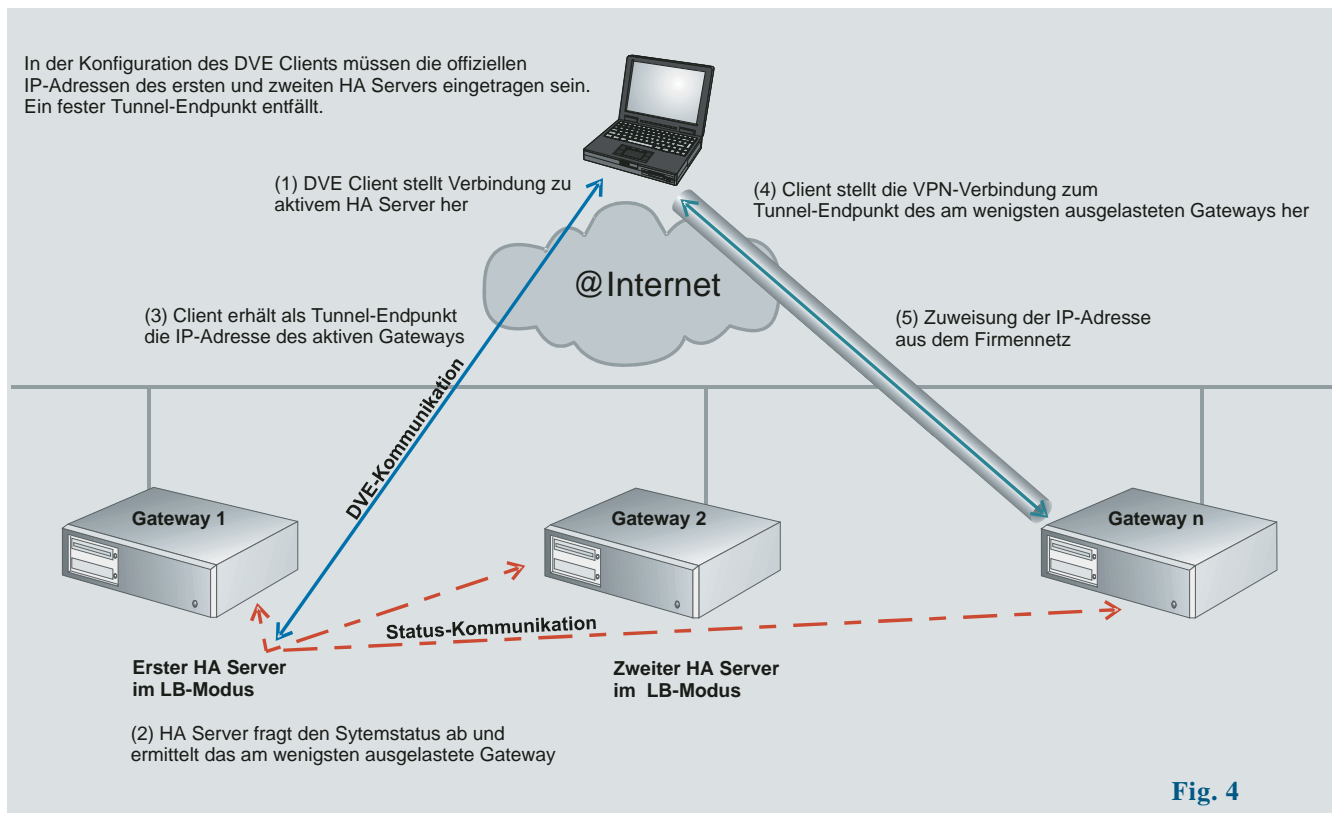 In der Konfiguration des DVE Clients müssen die offiziellen
IP-Adressen des ersten und zweiten HA Servers eingetragen sein.
Ein fester Tunnel-Endpunkt entfällt.
(1) DVE Client stellt Verbindung zu
aktivem HA Server her
(4) Client stellt die VPN-Verbindung zum
Tunnel-Endpunkt des am wenigsten ausgelasteten Gateways her
@Internet
(3) Client erhält als Tunnel-Endpunkt
die IP-Adresse des aktiven Gateways
(5) Zuweisung der IP-Adresse
aus dem Firmennetz
DVE-Kommunikation
Gateway 1
Gateway 2
Gateway n
Status-Kommunikation
Erster HA Server
im LB-Modus
Zweiter HA Server
im LB-Modus
(2) HA Server fragt den Sytemstatus ab und
ermittelt das am wenigsten ausgelastete Gateway
Fig. 4